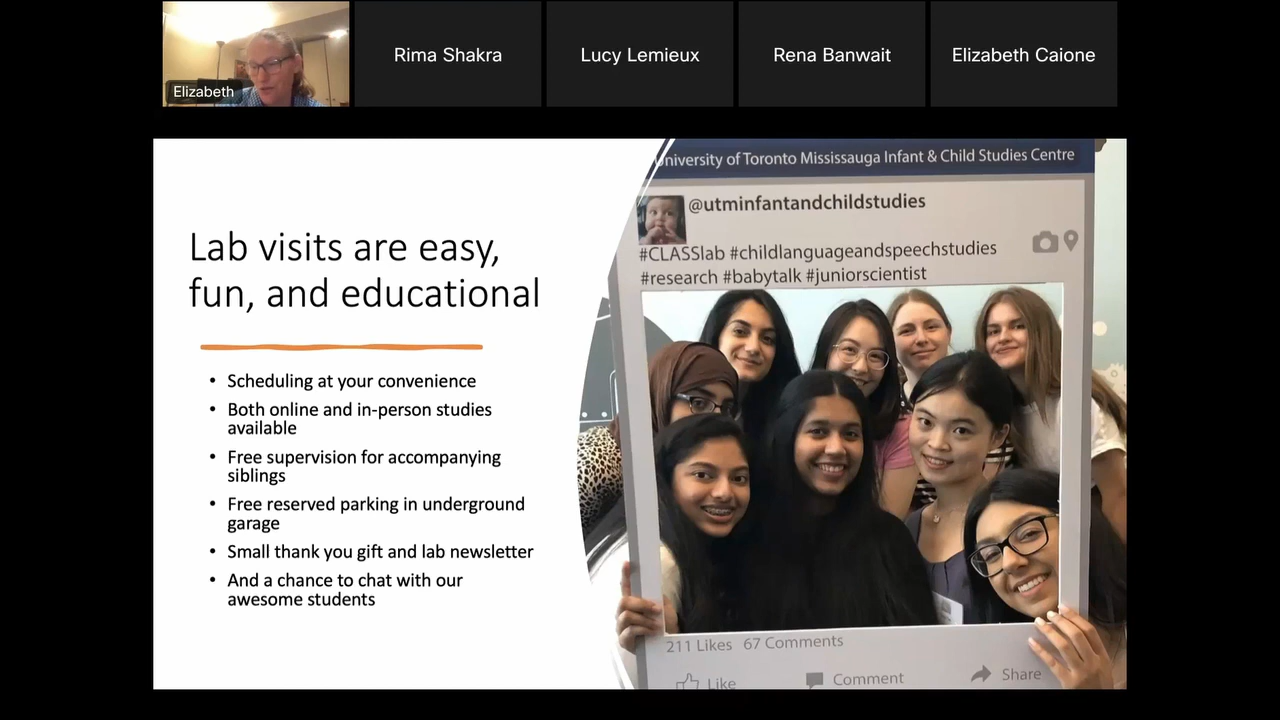 Elizabeth
Rima Shakra
Lucy Lemieux
Rena Banwait
Elizabeth Caione
Lab visits are easy,
fun, and educational
• Scheduling at your convenience
• Both online and in-person studies
available
• Free supervision for accompanying
siblings
• Free reserved parking in underground
garage
• Small thank you gift and lab newsletter
• And a chance to chat with our
awesome students
University of Toronto Mississauga Infant & Child Studies Centre
@utminfantandchildstudies
#CLASSlab #childlanguageandspeechstudies
#research #babytalk #juniorscientist
211 Likes 67 Comments
Like Comment Share